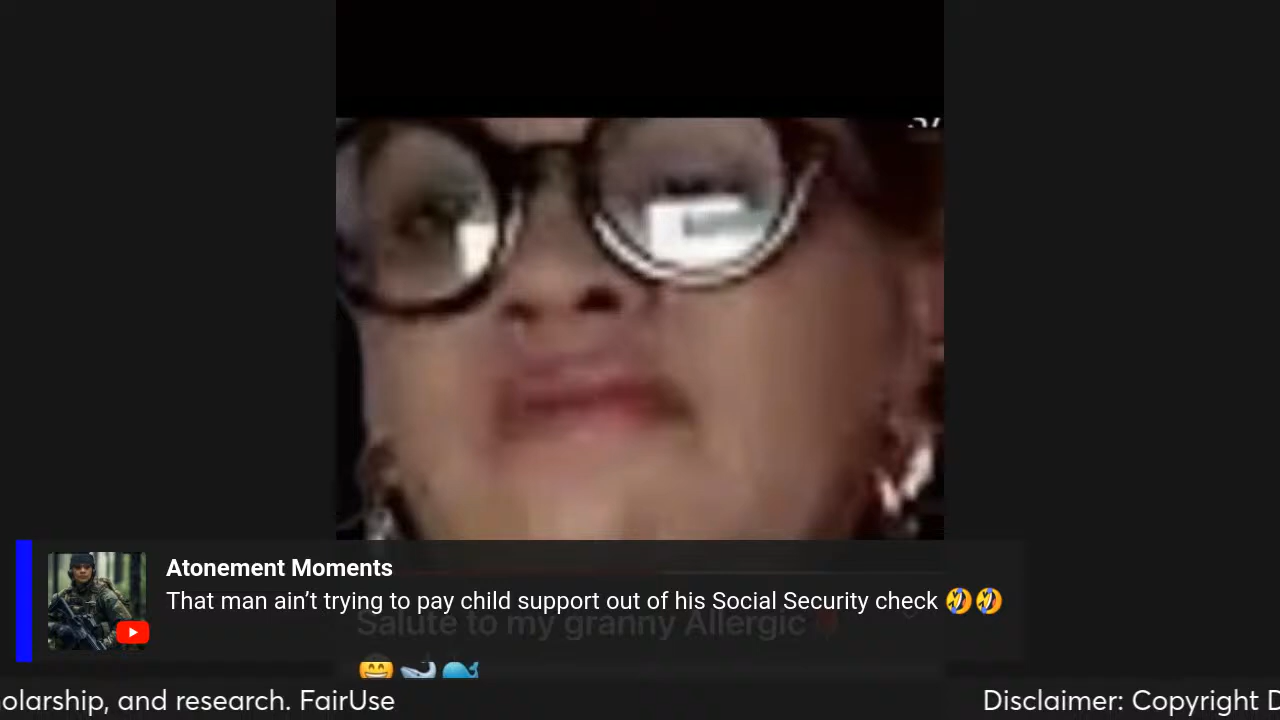 Atonement Moments
That man ain’t trying to pay child support out of his Social Security check 🤣🤣
Salute to my granny Allergic
😁🐋🐳
olarship, and research. FairUse
Disclaimer: Copyright D